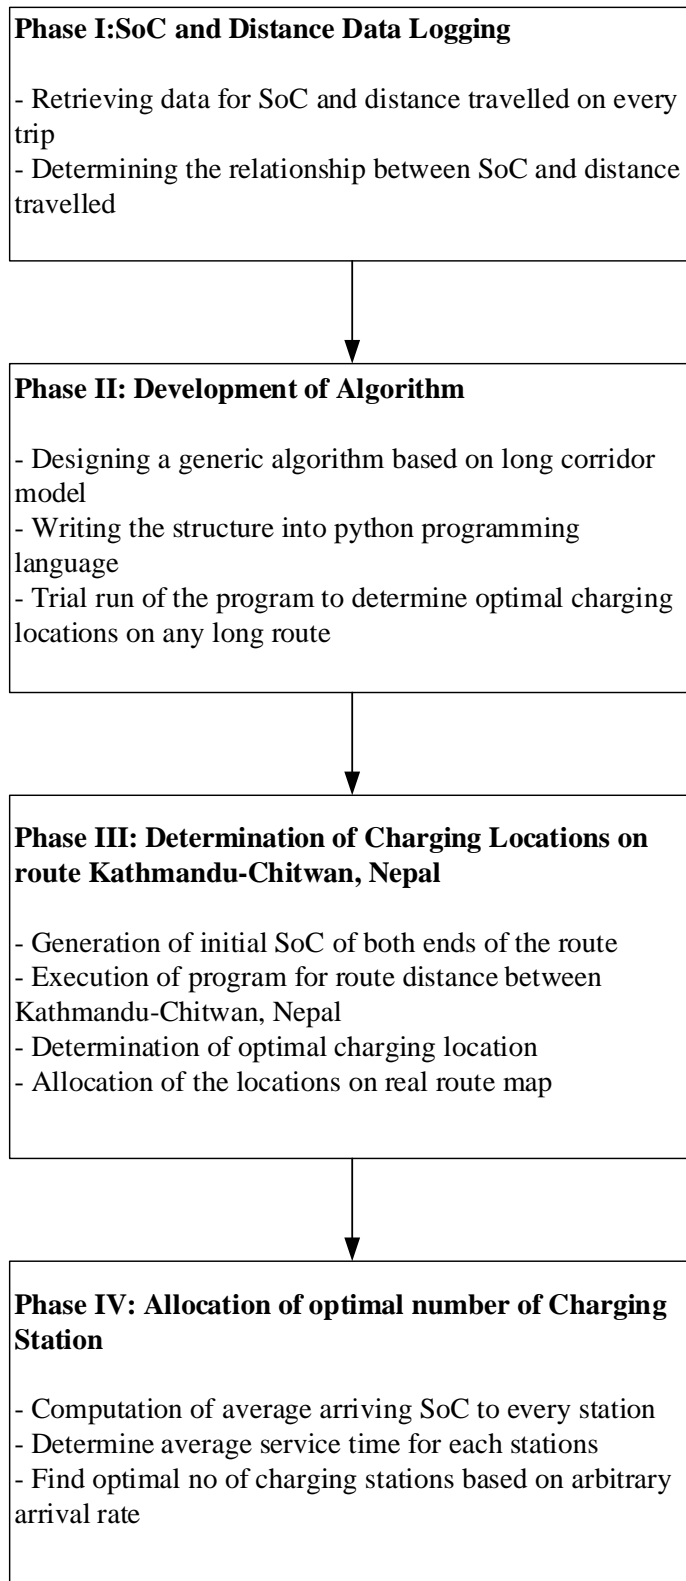 Phase I:SoC and Distance Data Logging
- Retrieving data for SoC and distance travelled on every
trip
- Determining the relationship between SoC and distance
travelled
Phase II: Development of Algorithm
- Designing a generic algorithm based on long corridor
model
- Writing the structure into python programming
language
- Trial run of the program to determine optimal charging
locations on any long route
Phase III: Determination of Charging Locations on
route Kathmandu-Chitwan, Nepal
- Generation of initial SoC of both ends of the route
- Execution of program for route distance between
Kathmandu-Chitwan, Nepal
- Determination of optimal charging location
- Allocation of the locations on real route map
Phase IV: Allocation of optimal number of Charging
Station
- Computation of average arriving SoC to every station
- Determine average service time for each stations
- Find optimal no of charging stations based on arbitrary
arrival rate